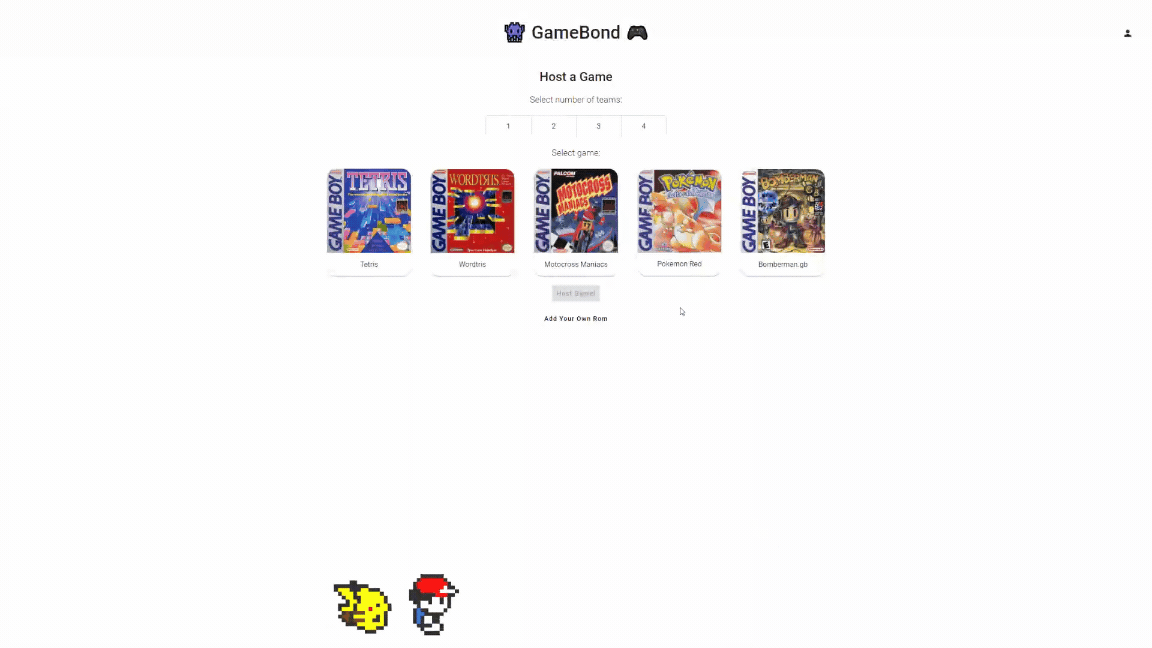 GameBond
Host a Game
Select number of teams:
1 2 3 4
Select game:
GAME BOY TETRIS
GAME BOY WORDTRIS
GAME BOY FALCOM MOTOCROSS MANIACS
GAME BOY POKéMON
GAME BOY BOMBERMAN
Tetris Wordtris Motocross Maniacs Pokemon Red Bomberman.gb
Host Game!
Add Your Own Rom